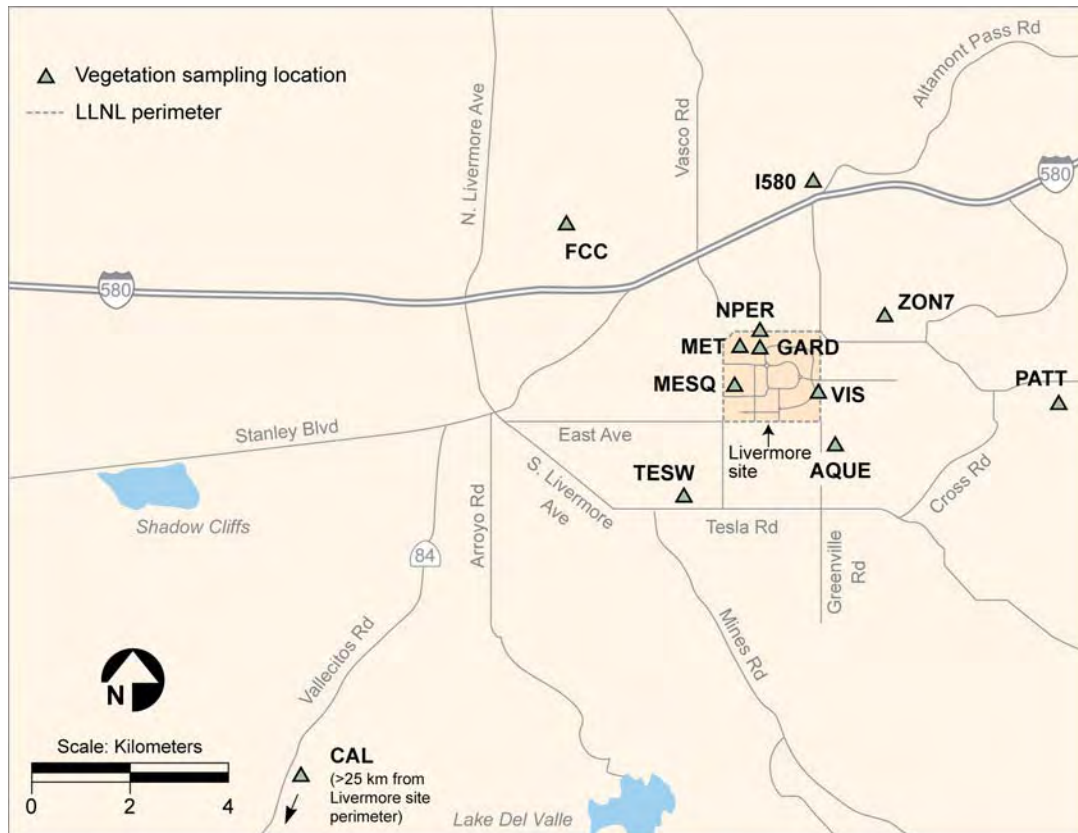 Vegetation sampling location
LLNL perimeter
N. Livermore Ave
Vasco Rd
Altamont Pass Rd
580
I580
FCC
580
ZON7
NPER
MET
GARD
MESQ
VIS
PATT
Stanley Blvd
East Ave
Livermore
site
AQUE
TESW
S. Livermore
Ave
Cross Rd
Shadow Cliffs
Tesla Rd
84
Arroyo Rd
Greenville
Rd
Vallecitos Rd
Mines Rd
N
Scale: Kilometers
0 2 4
CAL
(>25 km from
Livermore site
perimeter)
Lake Del Valle